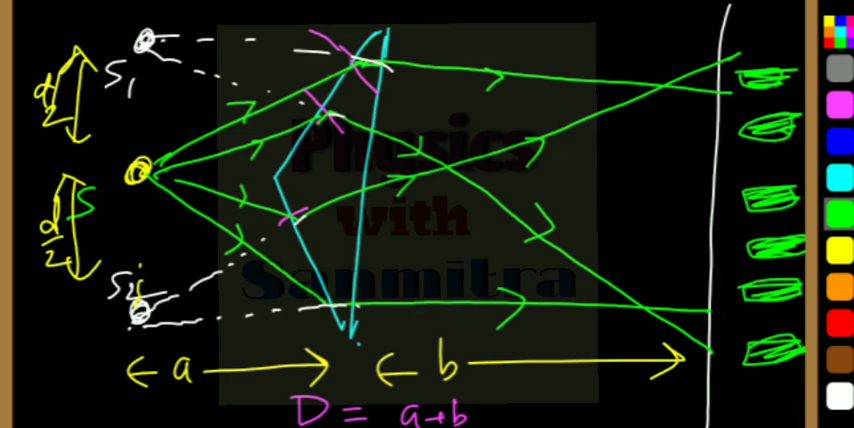 S₁
d/2
S
d/2
S₂
Physics
with
Sanmitra
a
b
D = a+b